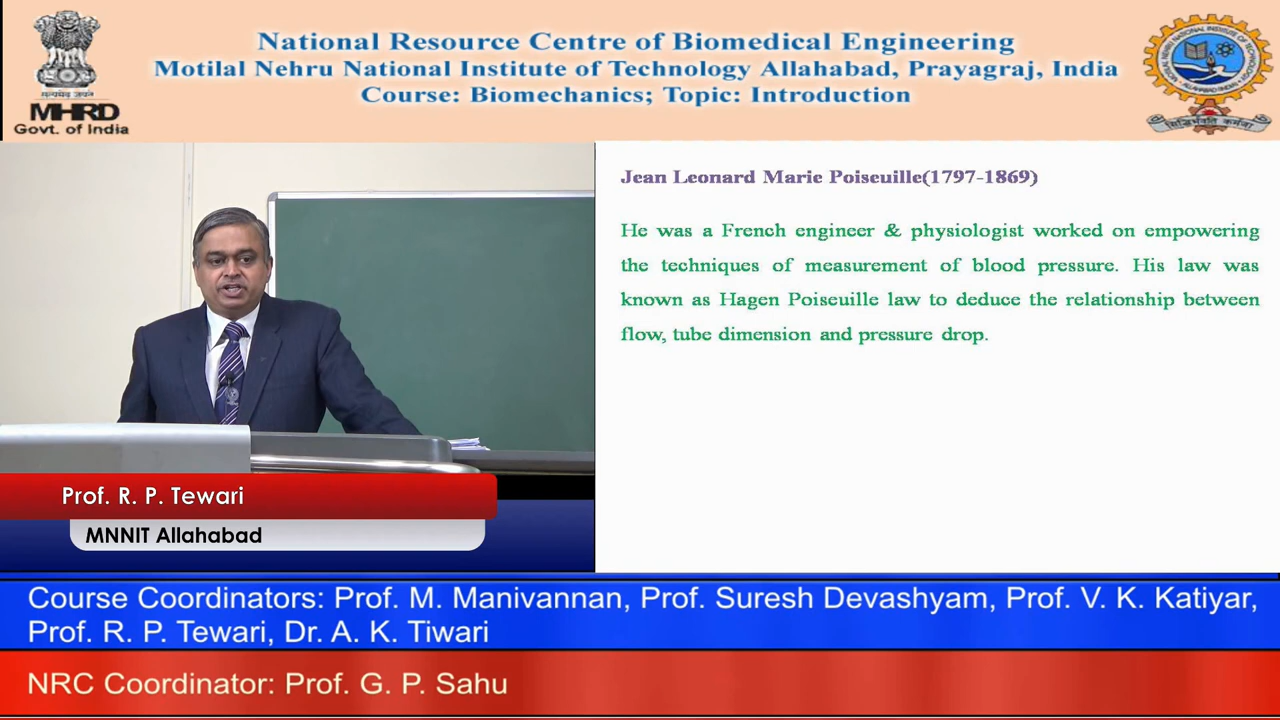 National Resource Centre of Biomedical Engineering
Motilal Nehru National Institute of Technology Allahabad, Prayagraj, India
Course: Biomechanics; Topic: Introduction
सत्यमेव जयते
MHRD
Govt. of India
Jean Leonard Marie Poiseuille(1797-1869)
He was a French engineer & physiologist worked on empowering
the techniques of measurement of blood pressure. His law was
known as Hagen Poiseuille law to deduce the relationship between
flow, tube dimension and pressure drop.
Prof. R. P. Tewari
MNNIT Allahabad
Course Coordinators: Prof. M. Manivannan, Prof. Suresh Devashyam, Prof. V. K. Katiyar,
Prof. R. P. Tewari, Dr. A. K. Tiwari
NRC Coordinator: Prof. G. P. Sahu